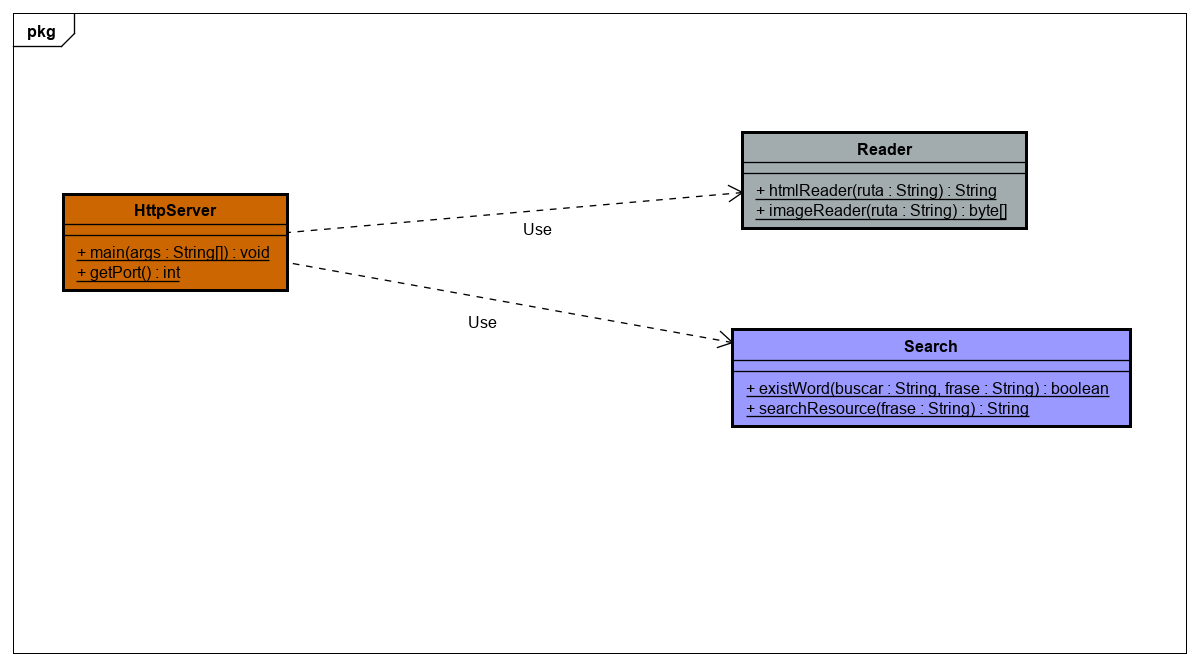 pkg
HttpServer
+ main(args : String[]) : void
+ getPort() : int
Use
Use
Reader
+ htmlReader(ruta : String) : String
+ imageReader(ruta : String) : byte[]
Search
+ existWord(buscar : String, frase : String) : boolean
+ searchResource(frase : String) : String